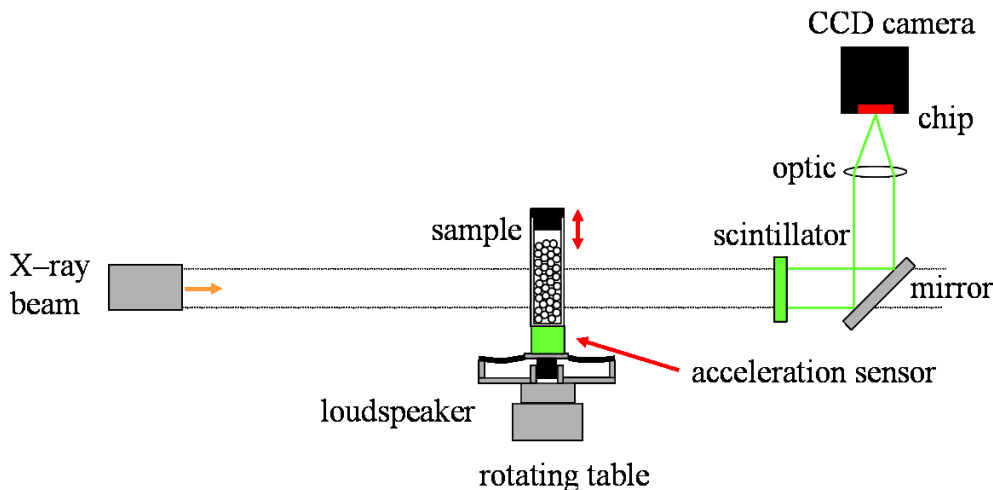 CCD camera
chip
optic
sample
scintillator
X–ray
beam
mirror
acceleration sensor
loudspeaker
rotating table